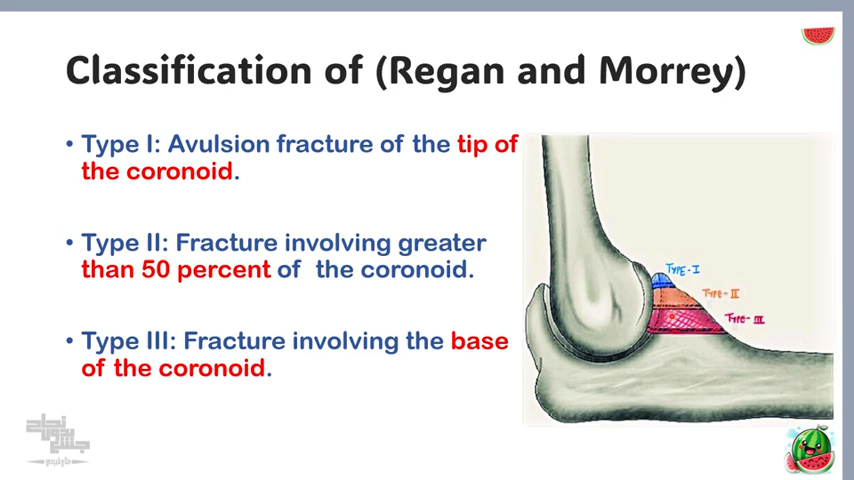 Classification of (Regan and Morrey)
• Type I: Avulsion fracture of the tip of
the coronoid.
• Type II: Fracture involving greater
than 50 percent of the coronoid.
• Type III: Fracture involving the base
of the coronoid.
TYPE-I
TYPE-II
TYPE-III